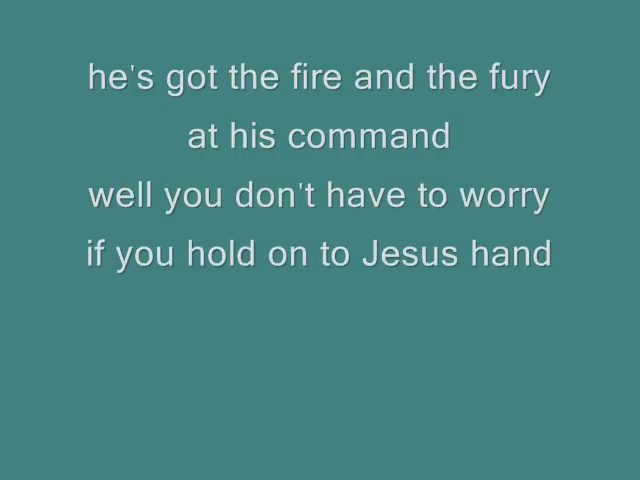 he's got the fire and the fury
at his command
well you don't have to worry
if you hold on to Jesus hand